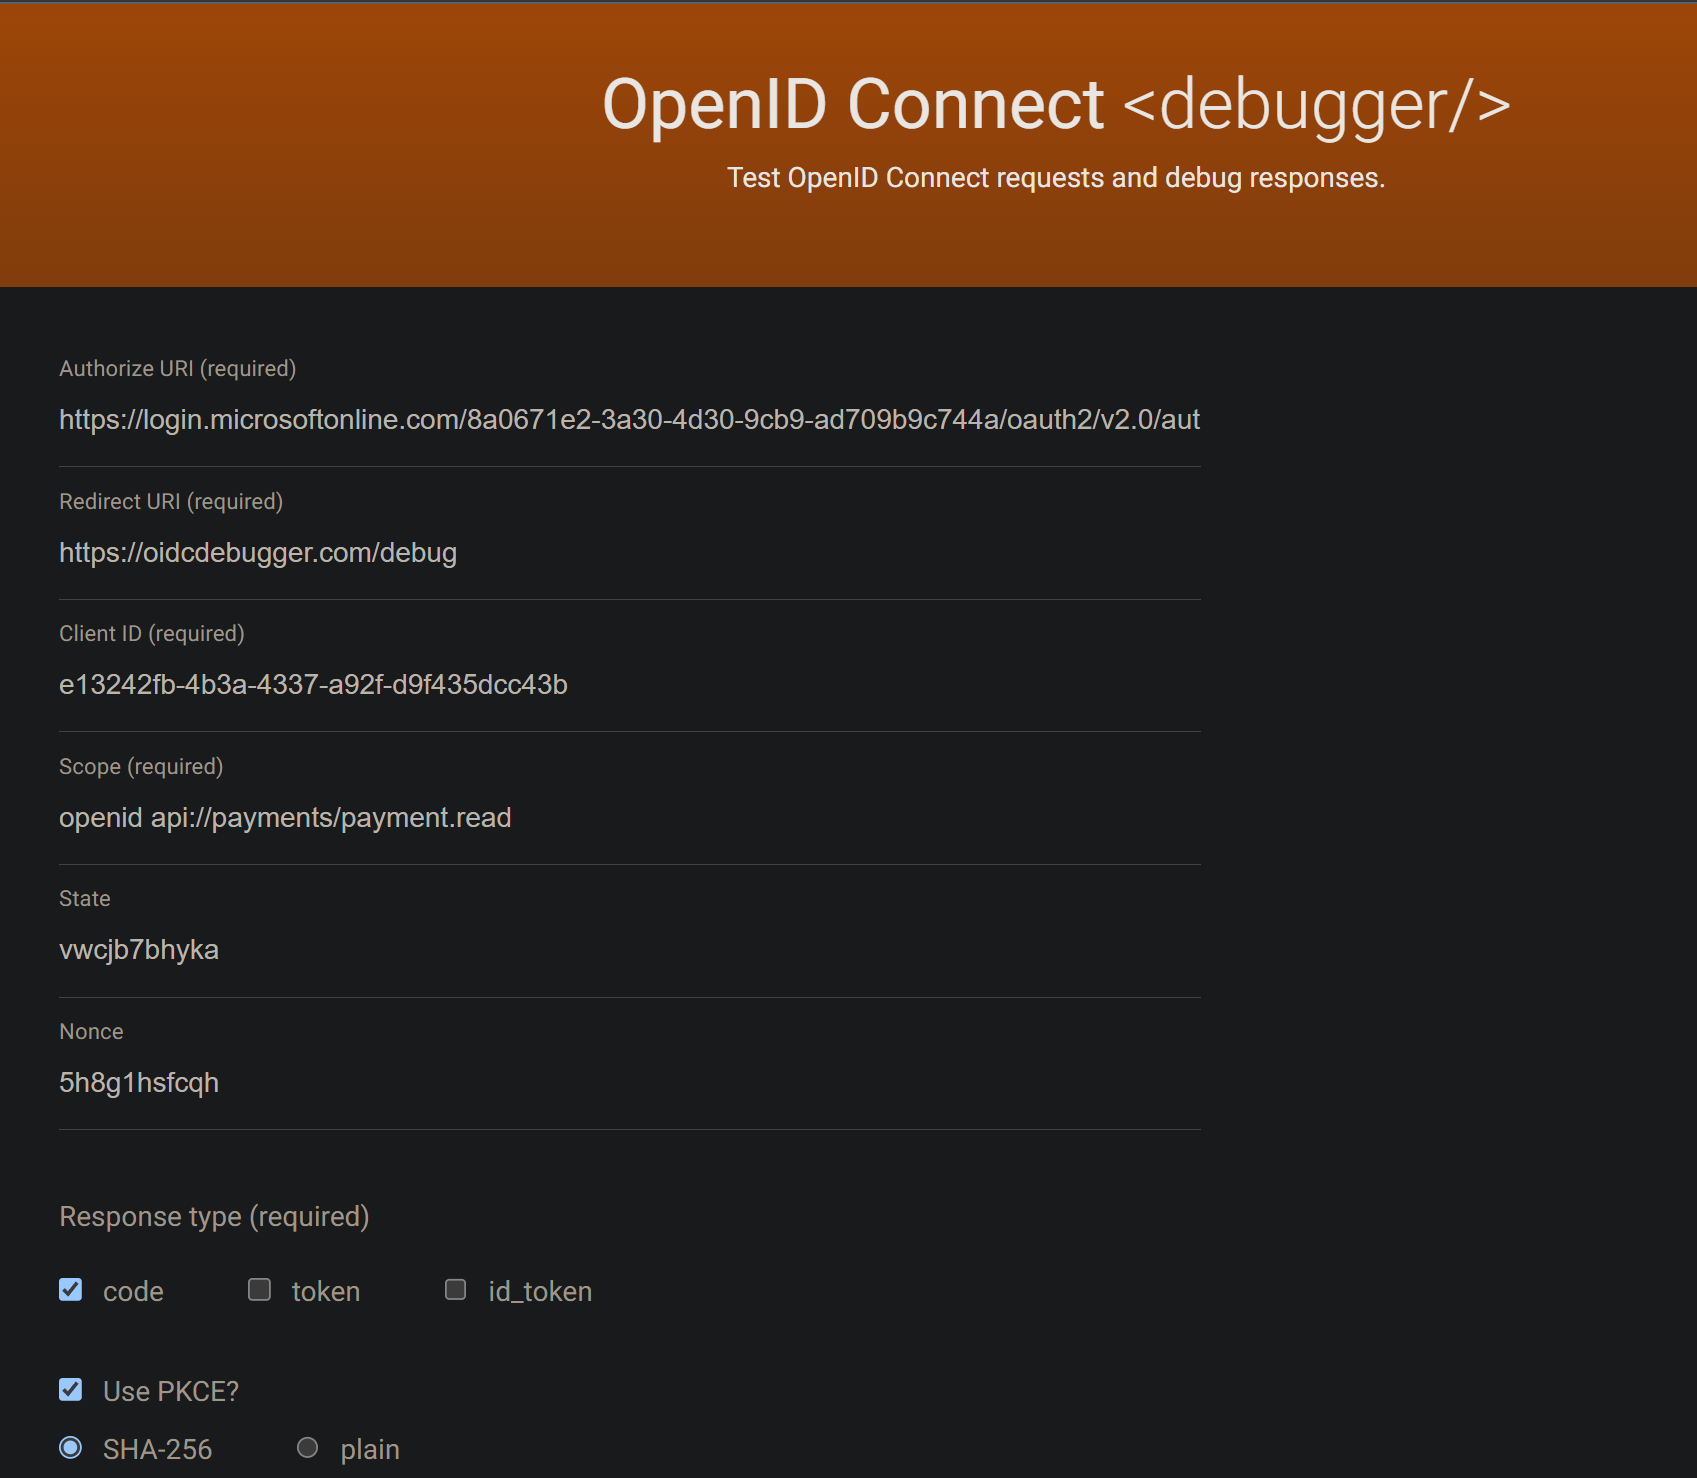 OpenID Connect <debugger/>
Test OpenID Connect requests and debug responses.
Authorize URI (required)
https://login.microsoftonline.com/8a0671e2-3a30-4d30-9cb9-ad709b9c744a/oauth2/v2.0/aut
Redirect URI (required)
https://oidcdebugger.com/debug
Client ID (required)
e13242fb-4b3a-4337-a92f-d9f435dcc43b
Scope (required)
openid api://payments/payment.read
State
vwcjb7bhyka
Nonce
5h8g1hsfcqh
Response type (required)
code token id_token
Use PKCE?
SHA-256 plain